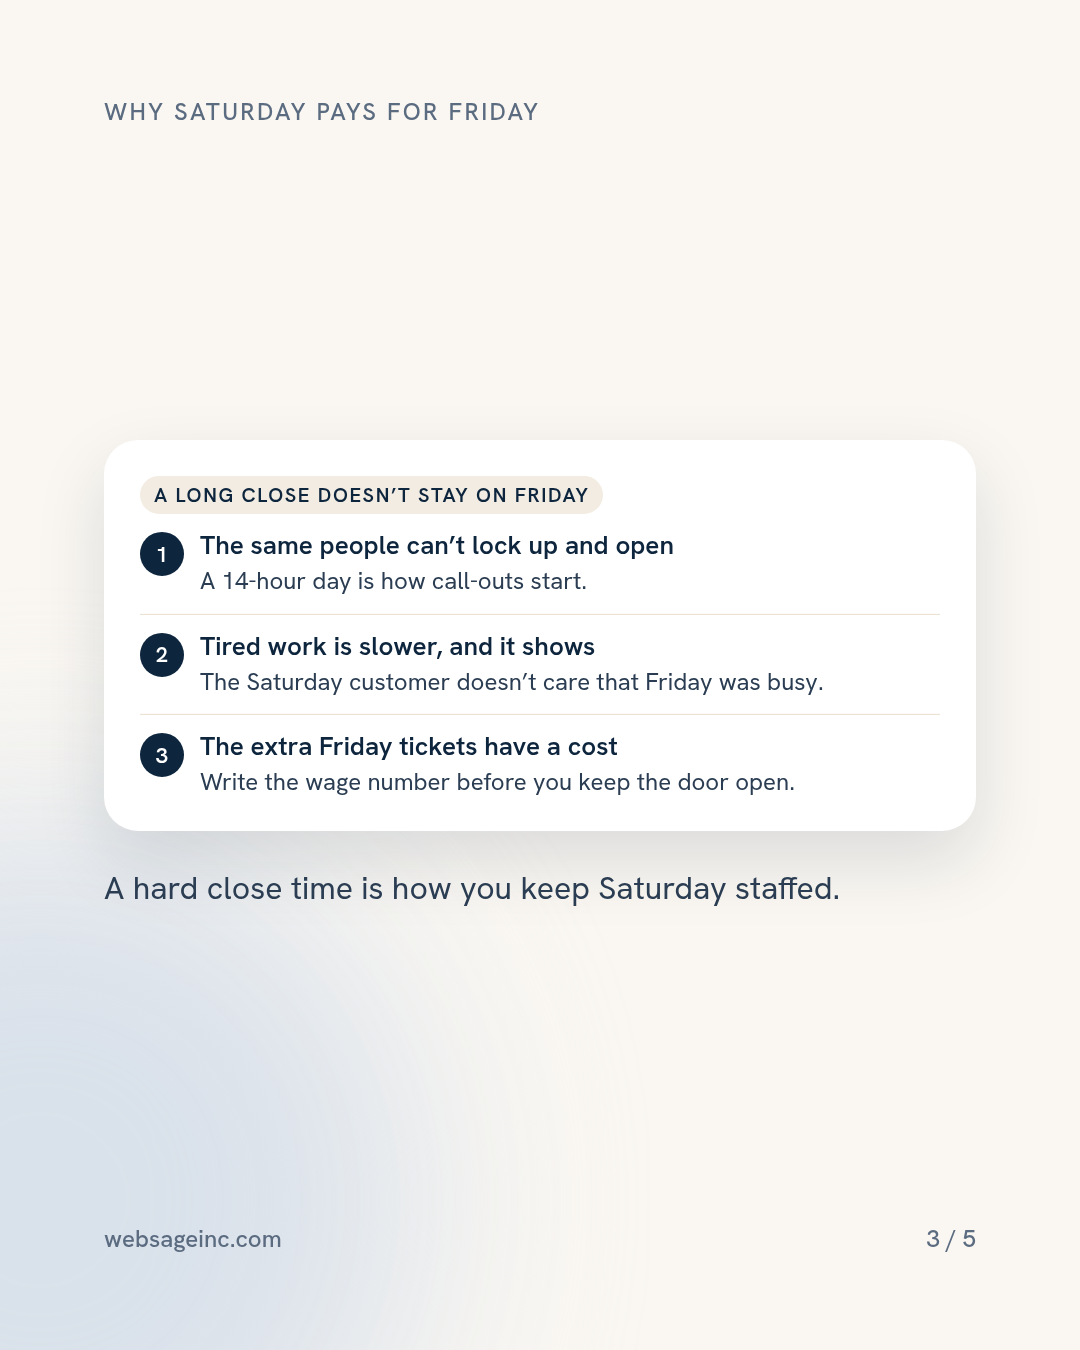 WHY SATURDAY PAYS FOR FRIDAY
A LONG CLOSE DOESN’T STAY ON FRIDAY
1
The same people can’t lock up and open
A 14-hour day is how call-outs start.
2
Tired work is slower, and it shows
The Saturday customer doesn’t care that Friday was busy.
3
The extra Friday tickets have a cost
Write the wage number before you keep the door open.
A hard close time is how you keep Saturday staffed.
websageinc.com
3 / 5